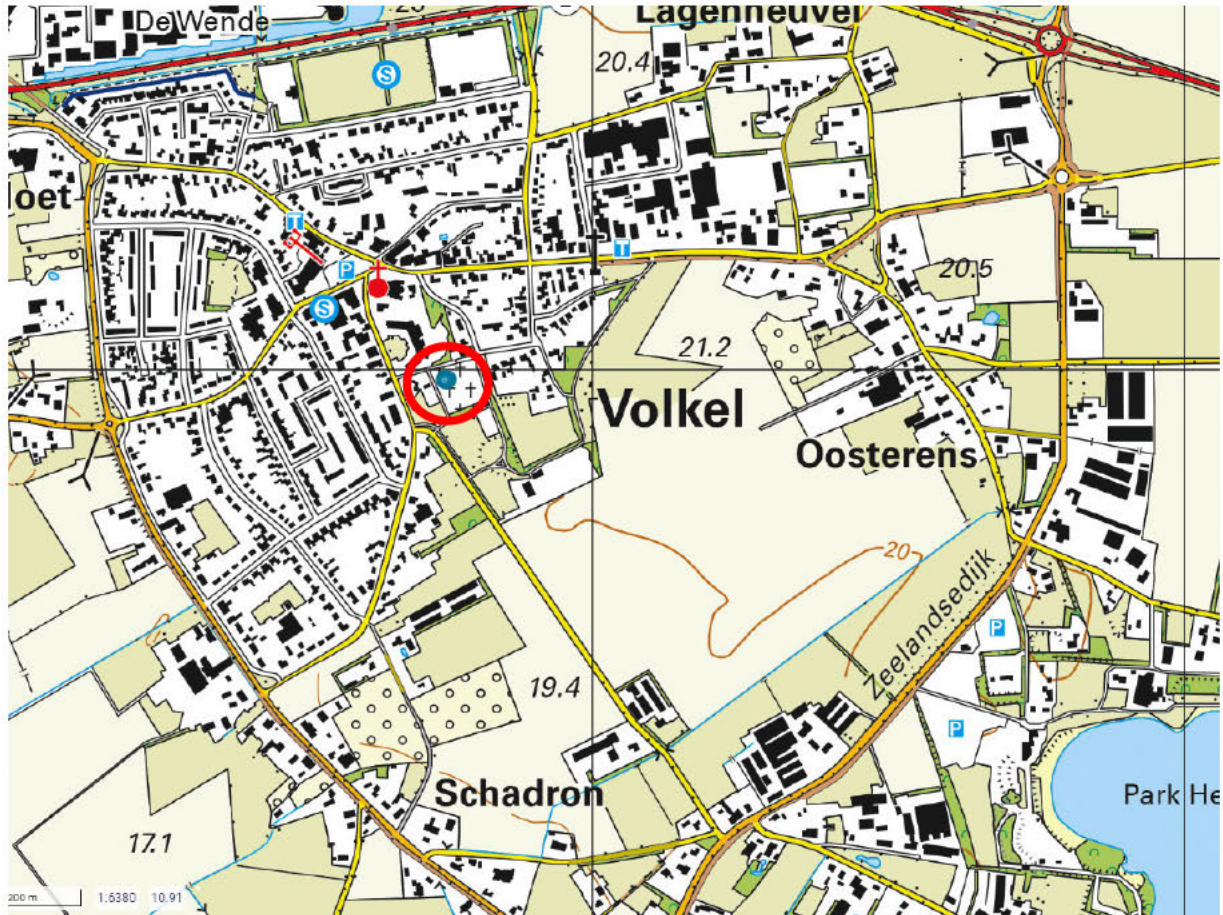 De Wende
Lagenheuvel
20.4
loet
T
S
P
T
S
20.5
21.2
Volkel
Oosterens
20
Zeelandsedijk
P
19.4
P
Schadron
Park He
17.1
200 m 1:6380 10.91